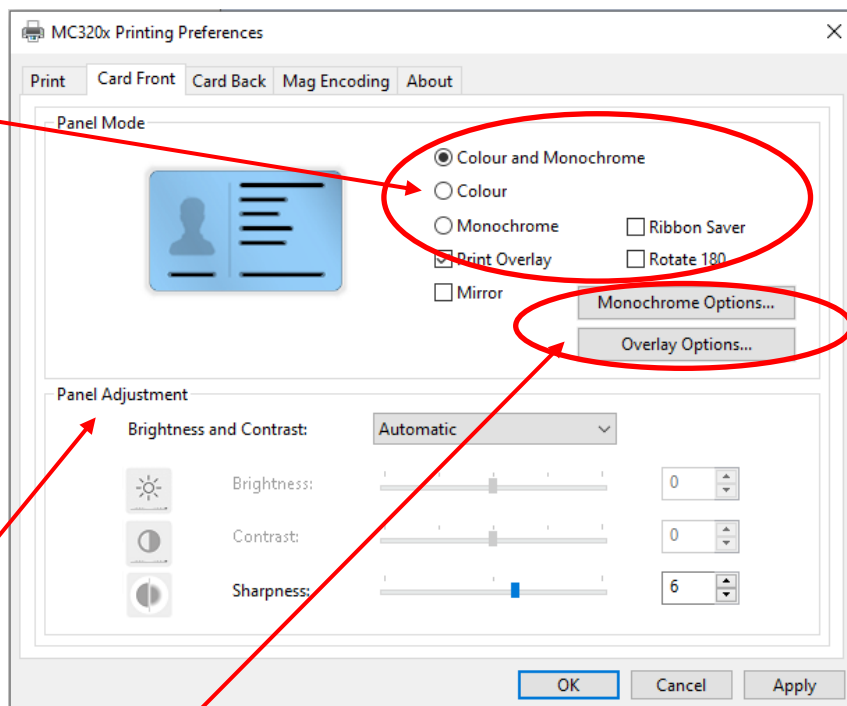 MC320x Printing Preferences
Print Card Front Card Back Mag Encoding About
Panel Mode
Colour and Monochrome
Colour
Monochrome Ribbon Saver
Print Overlay Rotate 180
Mirror
Monochrome Options...
Overlay Options...
Panel Adjustment
Brightness and Contrast: Automatic
Brightness: 0
Contrast: 0
Sharpness: 6
OK Cancel Apply